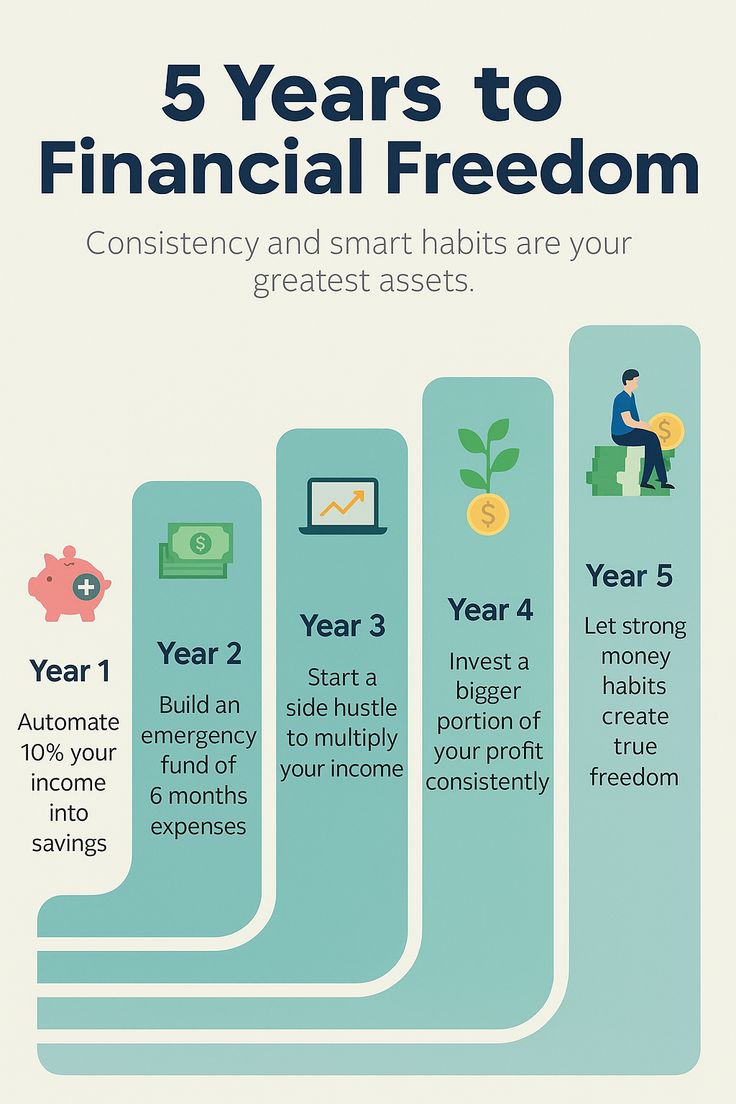 5 Years to
Financial Freedom
Consistency and smart habits are your
greatest assets.
Year 1
Automate
10% your
income
into
savings
Year 2
Build an
emergency
fund of
6 months
expenses
Year 3
Start a
side hustle
to multiply
your income
Year 4
Invest a
bigger
portion of
your profit
consistently
Year 5
Let strong
money
habits
create
true
freedom
$
$
$